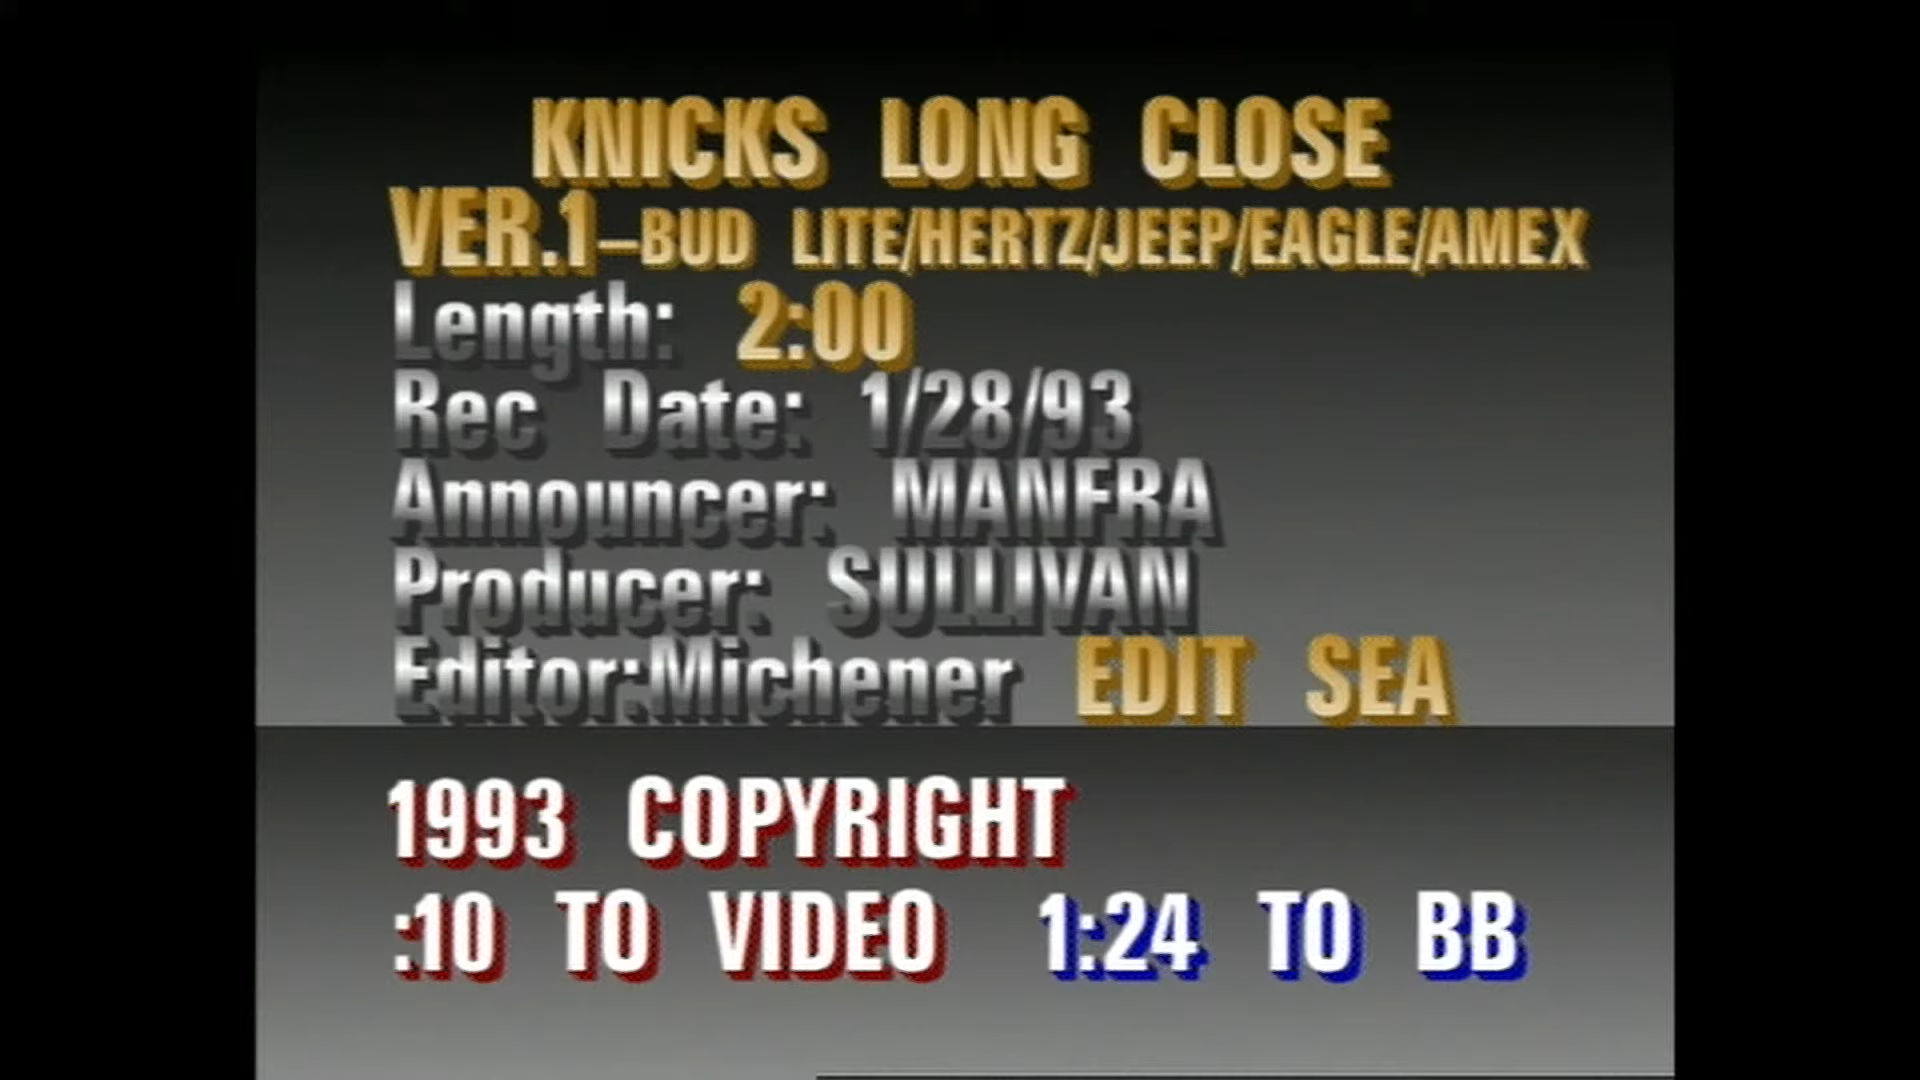 KNICKS LONG CLOSE
VER.1-BUD LITE/HERTZ/JEEP/EAGLE/AMEX
Length: 2:00
Rec Date: 1/28/93
Announcer: MANFRA
Producer: SULLIVAN
Editor:Michener EDIT SEA
1993 COPYRIGHT
:10 TO VIDEO 1:24 TO BB